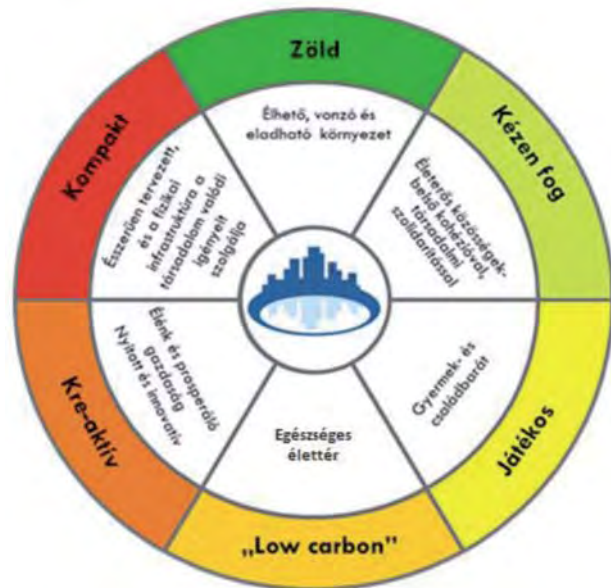 Zöld
Élhető, vonzó és
eladható környezet
Kézen fog
Életerős közösségek-
belső kohézióval,
társadalmi
szolidaritással
Játékos
Gyermek- és
családbarát
„Low carbon”
Egészséges
élettér
Kre-aktív
Élénk és prosperáló
gazdaság
Nyitott és innovatív
Kompakt
Ésszerűen tervezett,
és a fizikai
infrastruktúra a
társadalom valódi
igényeit
szolgálja